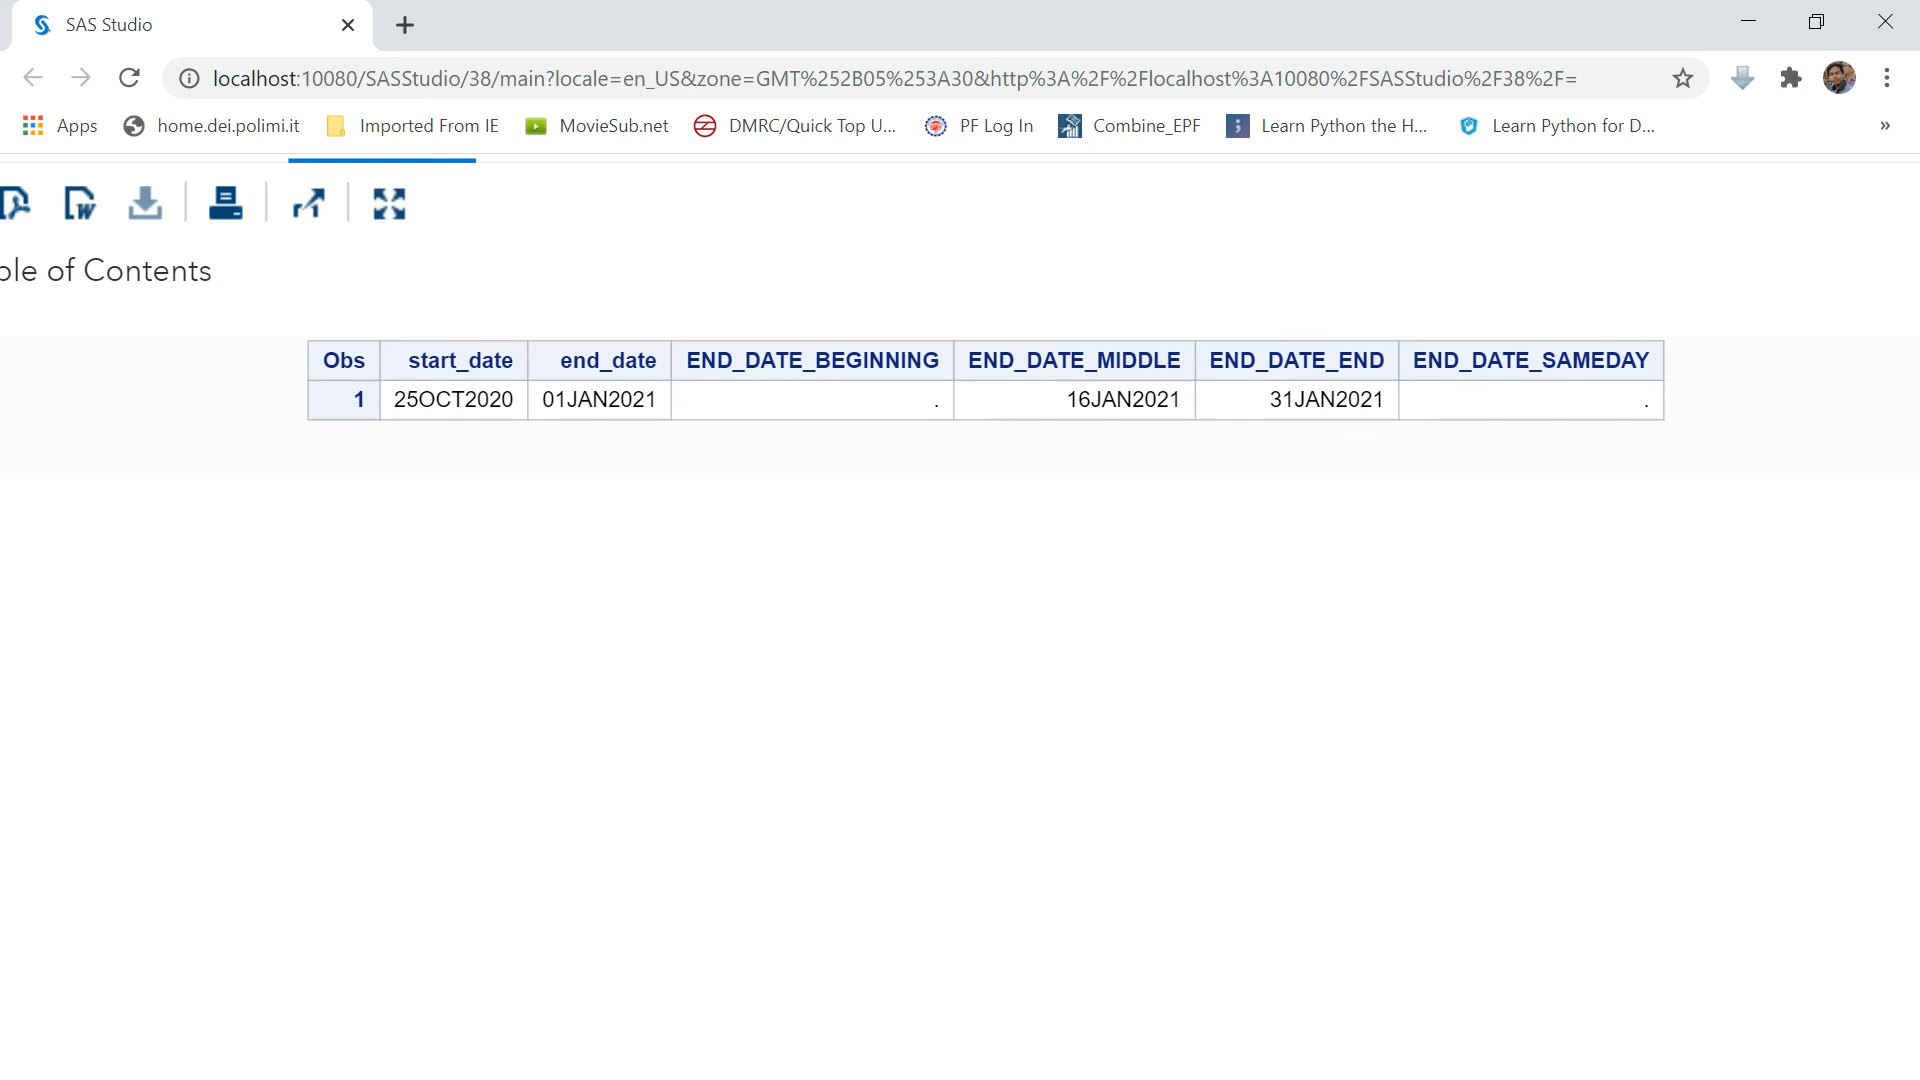 SAS Studio
localhost:10080/SASStudio/38/main?locale=en_US&zone=GMT%252B05%253A30&http%3A%2F%2Flocalhost%3A10080%2FSASStudio%2F38%2F=
Apps home.dei.polimi.it Imported From IE MovieSub.net DMRC/Quick Top U... PF Log In Combine_EPF Learn Python the H... Learn Python for D... »
ble of Contents
Obs start_date end_date END_DATE_BEGINNING END_DATE_MIDDLE END_DATE_END END_DATE_SAMEDAY
1 25OCT2020 01JAN2021 . 16JAN2021 31JAN2021 .